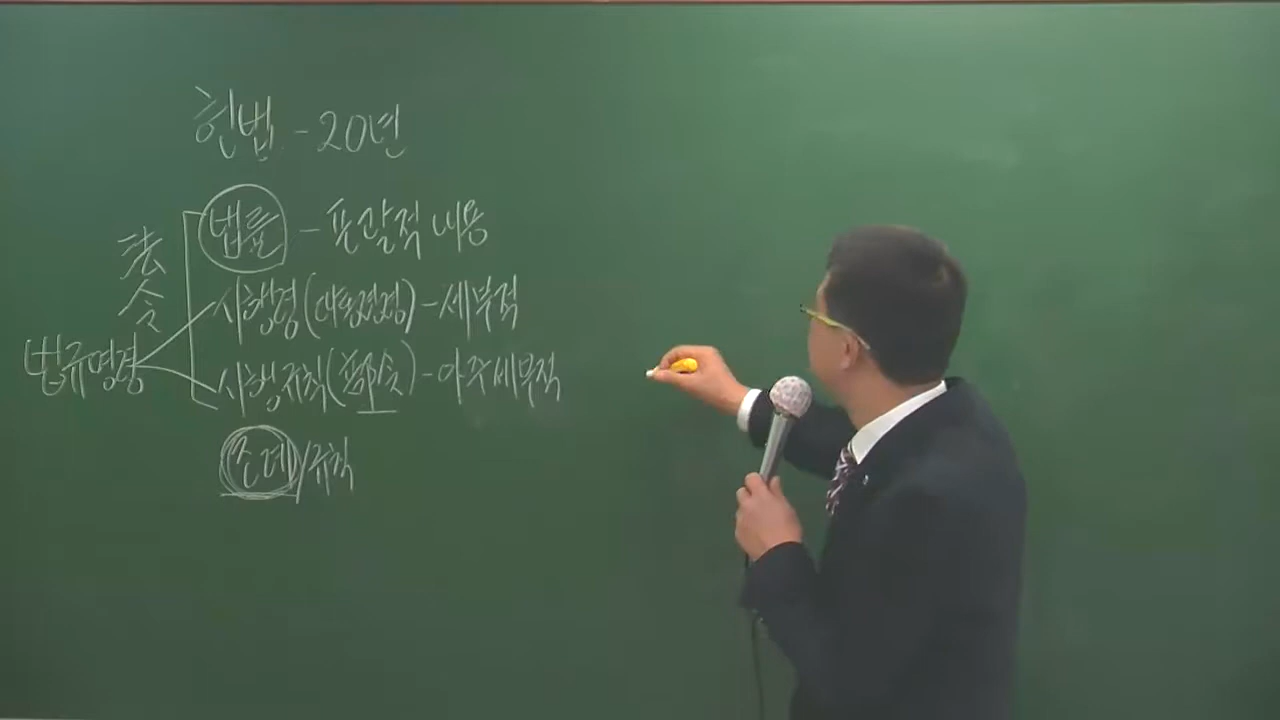 헌법 - 20년
법률 - 포괄적 내용
法令
시행령(대통령령) - 세부적
법규명령
시행규칙( ) - 아주세부적
조례/규칙